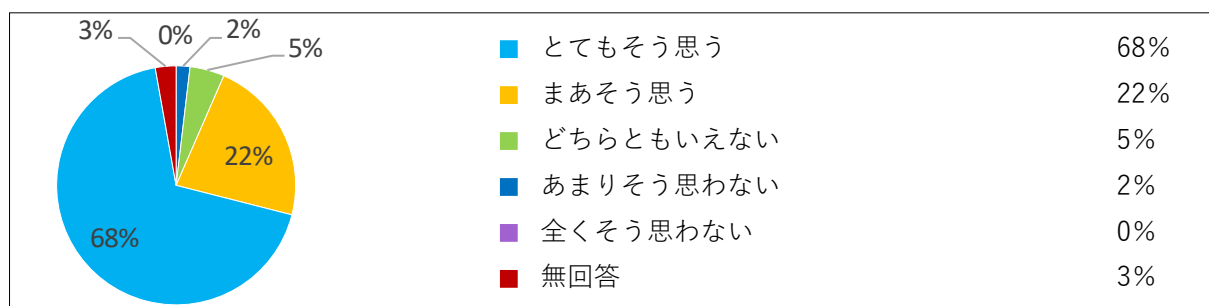 3%
0%
2%
5%
22%
68%
とてもそう思う 68%
まあそう思う 22%
どちらともいえない 5%
あまりそう思わない 2%
全くそう思わない 0%
無回答 3%